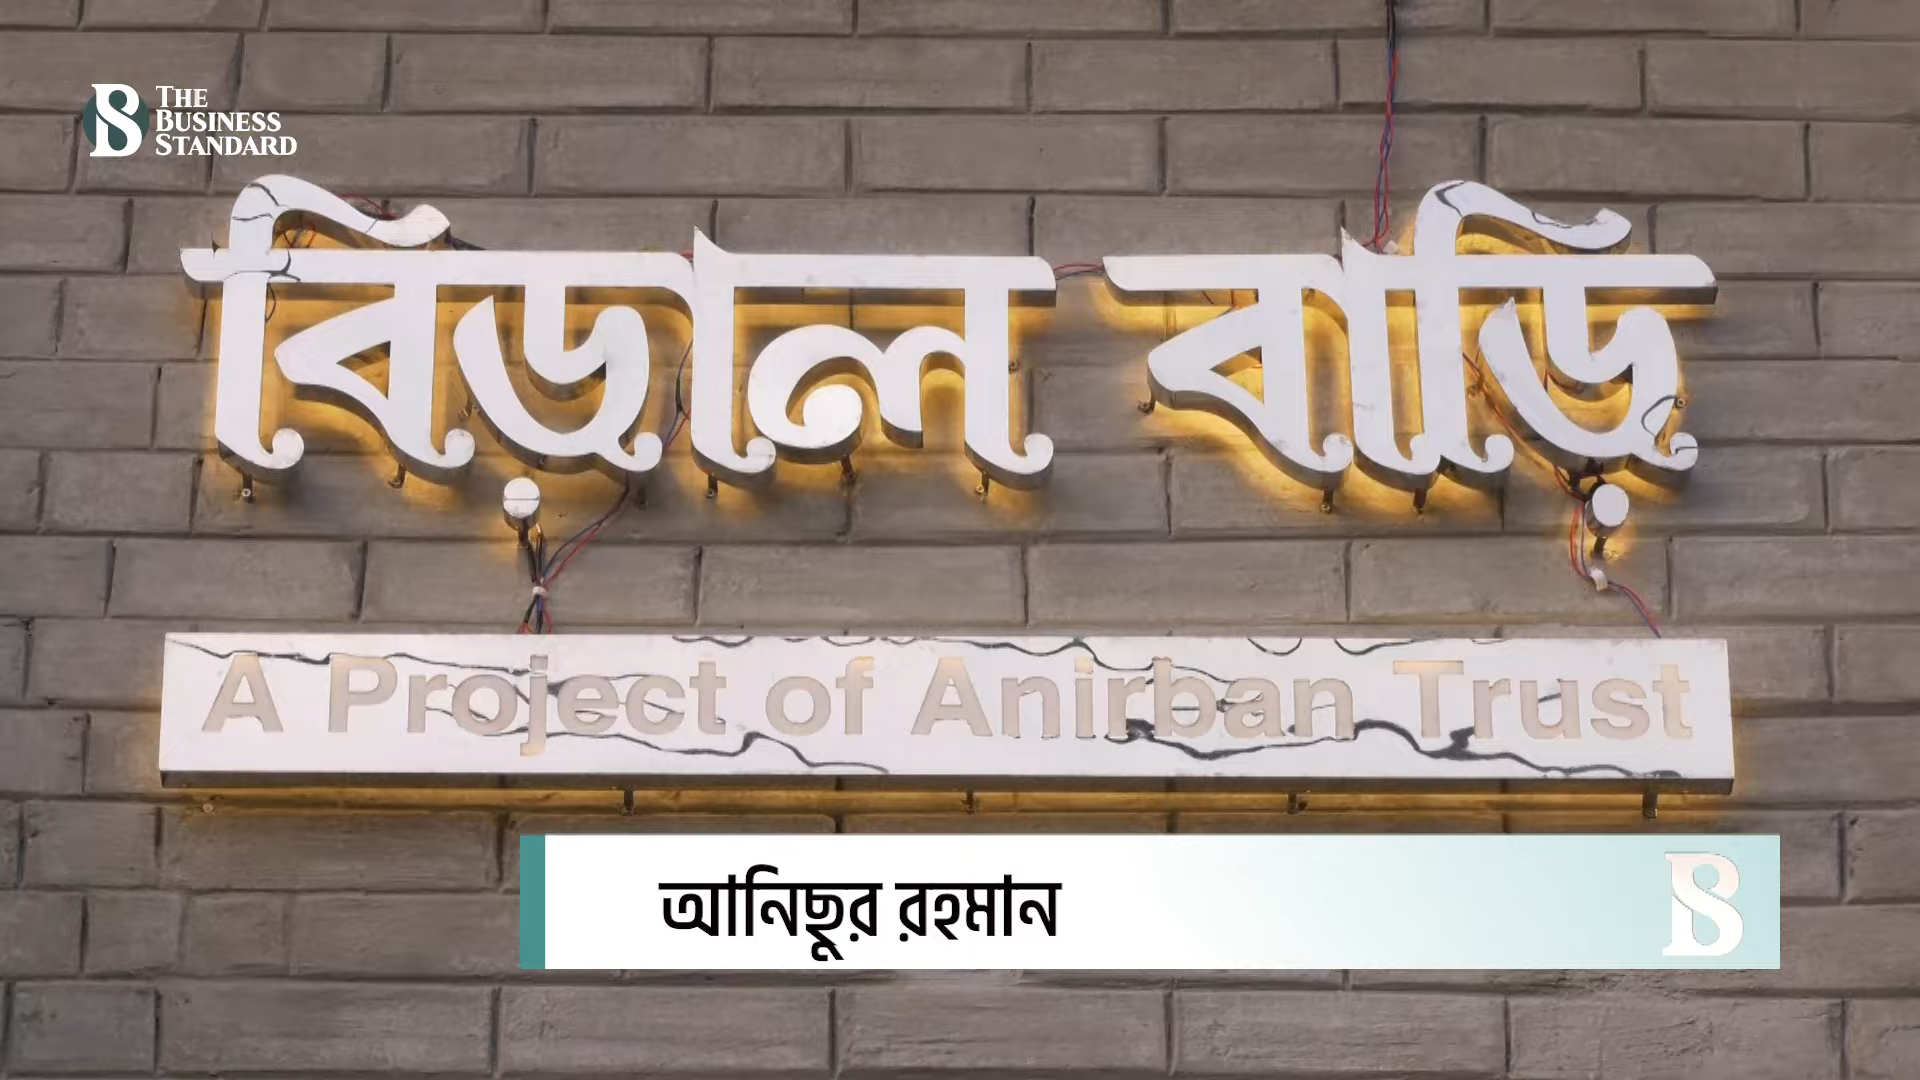 THE
BUSINESS
STANDARD
বিড়াল বাড়ি
A Project of Anirban Trust
আনিছুর রহমান